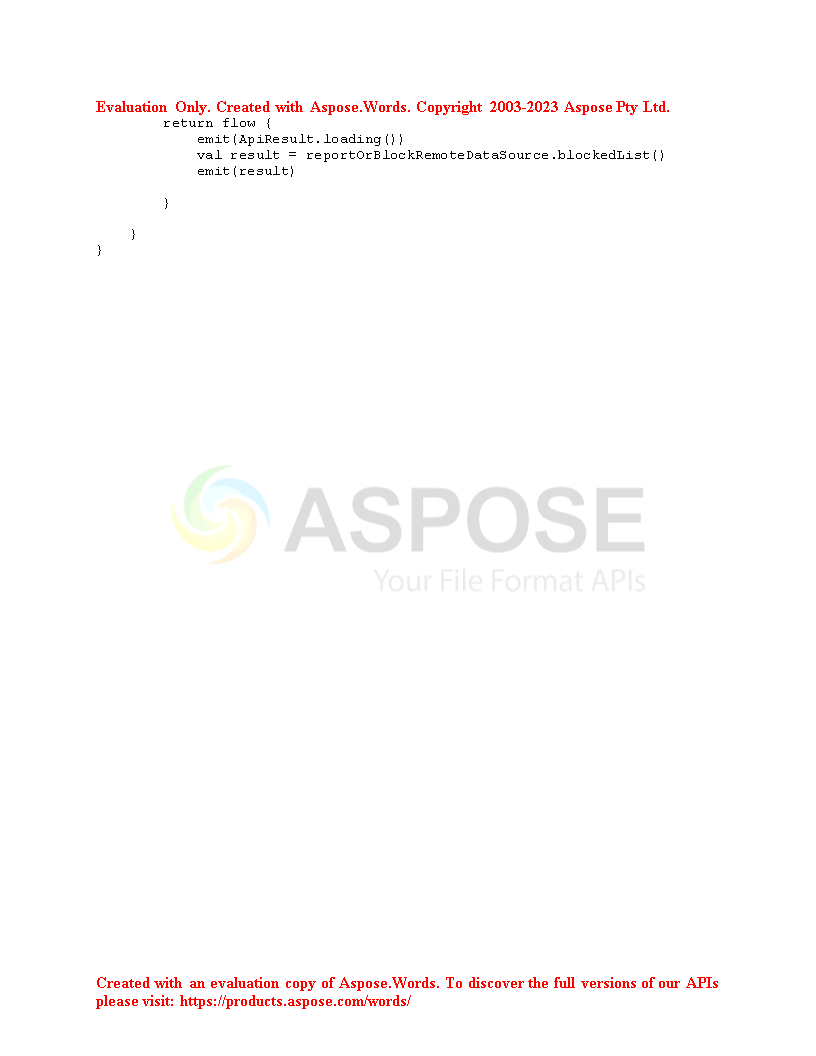 Evaluation Only. Created with Aspose.Words. Copyright 2003-2023 Aspose Pty Ltd.
        return flow {
            emit(ApiResult.loading())
            val result = reportOrBlockRemoteDataSource.blockedList()
            emit(result)
        }
    }
}
ASPOSE
Your File Format APIs
Created with an evaluation copy of Aspose.Words. To discover the full versions of our APIs
please visit: https://products.aspose.com/words/